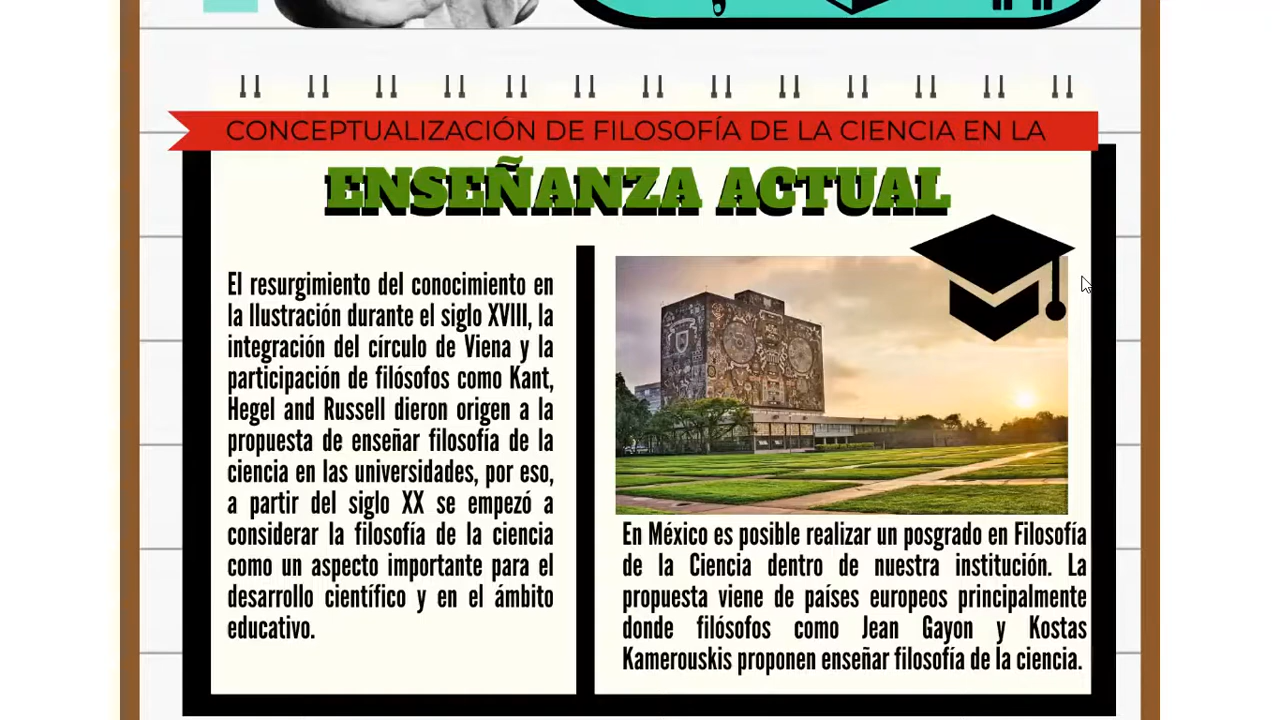 CONCEPTUALIZACIÓN DE FILOSOFÍA DE LA CIENCIA EN LA
ENSEÑANZA ACTUAL
El resurgimiento del conocimiento en
la Ilustración durante el siglo XVIII, la
integración del círculo de Viena y la
participación de filósofos como Kant,
Hegel and Russell dieron origen a la
propuesta de enseñar filosofía de la
ciencia en las universidades, por eso,
a partir del siglo XX se empezó a
considerar la filosofía de la ciencia
como un aspecto importante para el
desarrollo científico y en el ámbito
educativo.
En México es posible realizar un posgrado en Filosofía
de la Ciencia dentro de nuestra institución. La
propuesta viene de países europeos principalmente
donde filósofos como Jean Gayon y Kostas
Kamerouskis proponen enseñar filosofía de la ciencia.